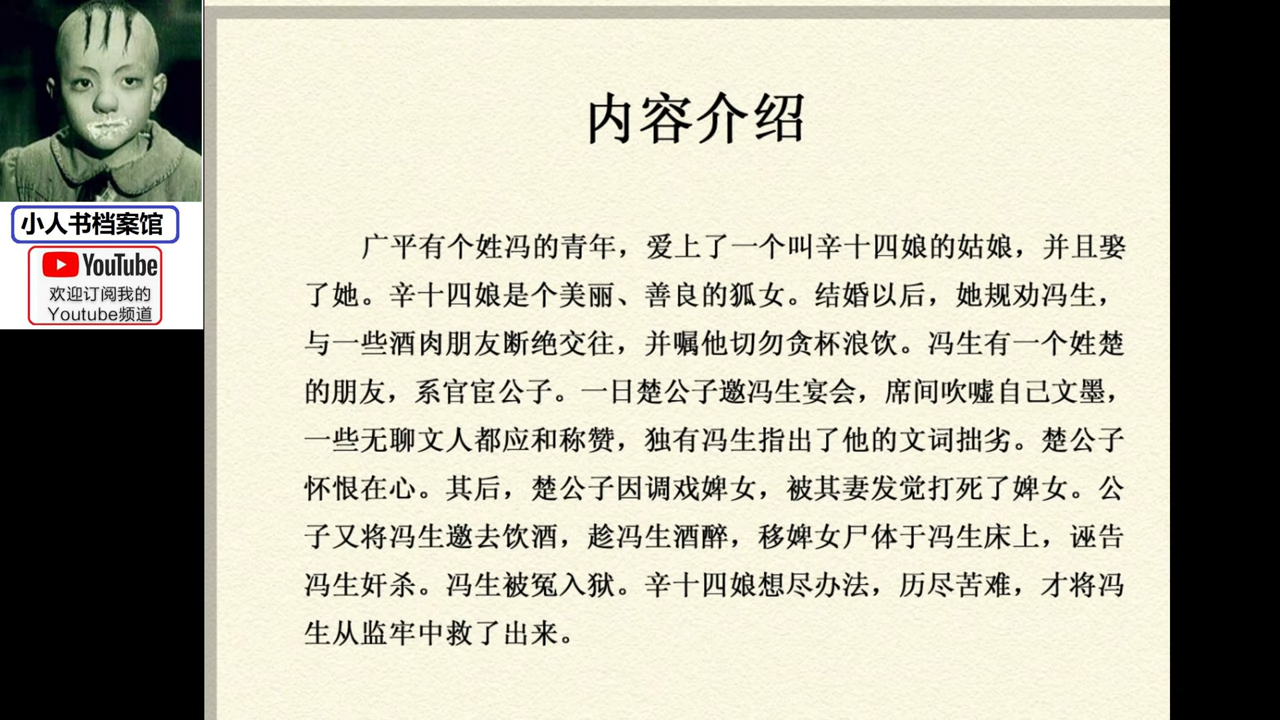 小人书档案馆
YouTube
欢迎订阅我的
Youtube频道
内容介绍
广平有个姓冯的青年，爱上了一个叫辛十四娘的姑娘，并且娶
了她。辛十四娘是个美丽、善良的狐女。结婚以后，她规劝冯生，
与一些酒肉朋友断绝交往，并嘱他切勿贪杯浪饮。冯生有一个姓楚
的朋友，系官宦公子。一日楚公子邀冯生宴会，席间吹嘘自己文墨，
一些无聊文人都应和称赞，独有冯生指出了他的文词拙劣。楚公子
怀恨在心。其后，楚公子因调戏婢女，被其妻发觉打死了婢女。公
子又将冯生邀去饮酒，趁冯生酒醉，移婢女尸体于冯生床上，诬告
冯生奸杀。冯生被冤入狱。辛十四娘想尽办法，历尽苦难，才将冯
生从监牢中救了出来。